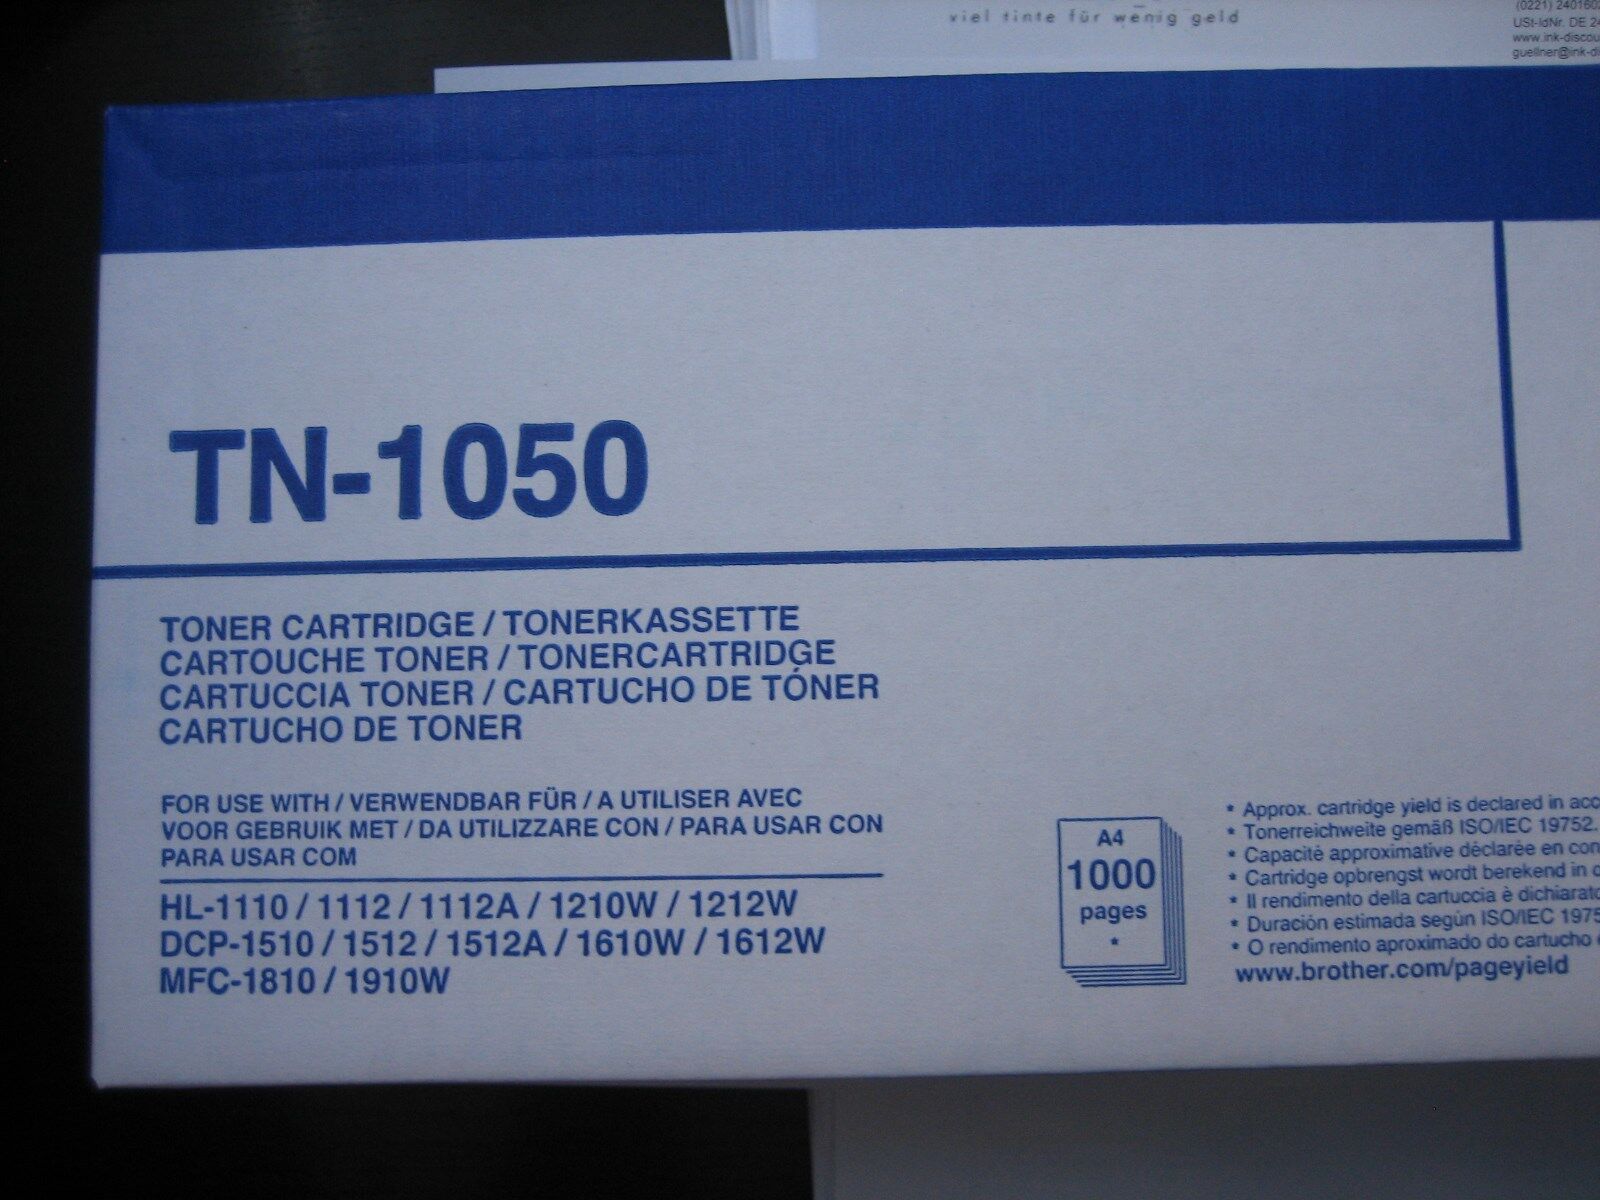 viel tinte für wenig geld
(0221) 240160
USt-IdNr. DE 24
www.ink-discou
guellner@ink-d
TN-1050
TONER CARTRIDGE / TONERKASSETTE
CARTOUCHE TONER / TONERCARTRIDGE
CARTUCCIA TONER / CARTUCHO DE TÓNER
CARTUCHO DE TONER
FOR USE WITH / VERWENDBAR FÜR / A UTILISER AVEC
VOOR GEBRUIK MET / DA UTILIZZARE CON / PARA USAR CON
PARA USAR COM
HL-1110 / 1112 / 1112A / 1210W / 1212W
DCP-1510 / 1512 / 1512A / 1610W / 1612W
MFC-1810 / 1910W
A4
1000
pages
*
* Approx. cartridge yield is declared in acc
* Tonerreichweite gemäß ISO/IEC 19752.
* Capacité approximative déclarée en con
* Cartridge opbrengst wordt berekend in
* Il rendimento della cartuccia è dichiarato
* Duración estimada según ISO/IEC 1975
* O rendimento aproximado do cartucho
www.brother.com/pageyield